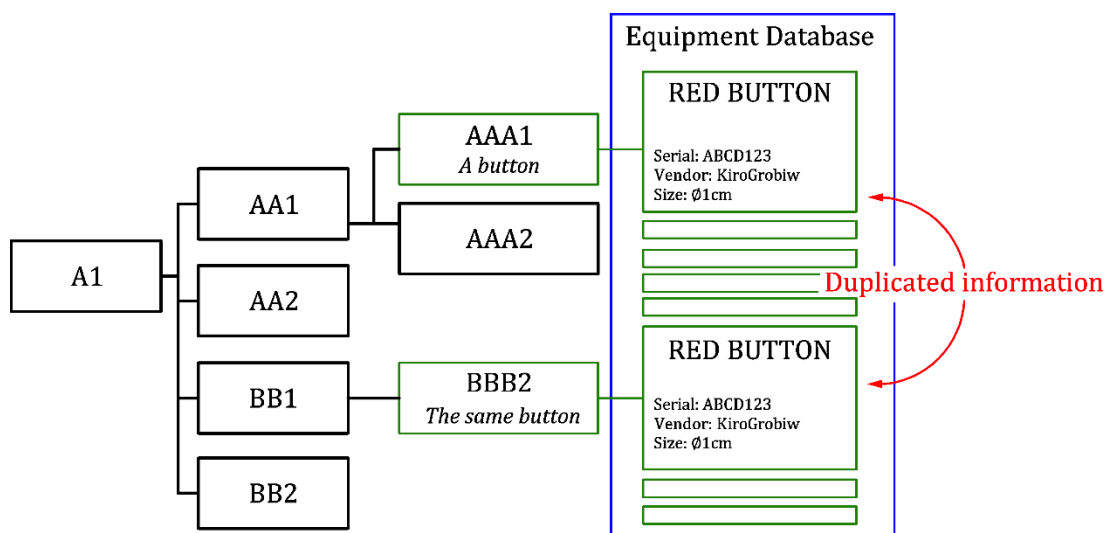 Equipment Database
RED BUTTON
Serial: ABCD123
Vendor: KiroGrobiw
Size: Ø1cm
AAA1
A button
AA1
AAA2
A1
AA2
Duplicated information
RED BUTTON
Serial: ABCD123
Vendor: KiroGrobiw
Size: Ø1cm
BB1
BBB2
The same button
BB2